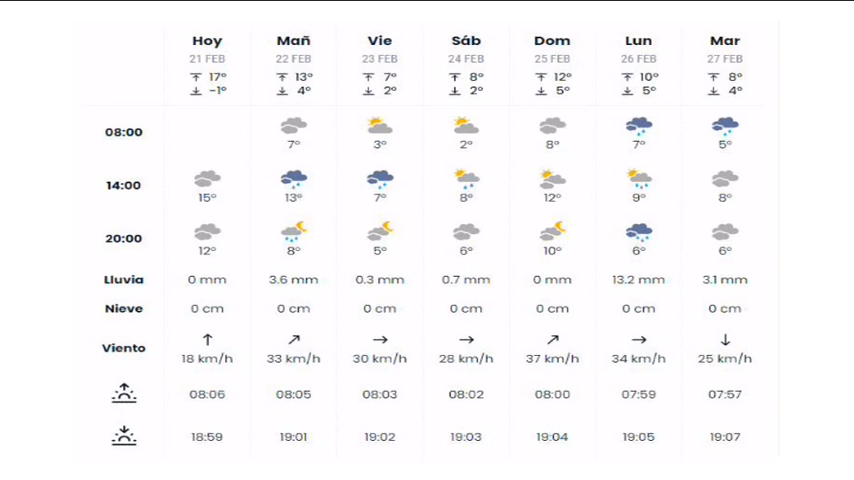 Hoy Mañ Vie Sáb Dom Lun Mar
21 FEB 22 FEB 23 FEB 24 FEB 25 FEB 26 FEB 27 FEB
17° 13° 7° 8° 12° 10° 8°
-1° 4° 2° 2° 5° 5° 4°
08:00
7° 3° 2° 8° 7° 5°
14:00
15° 13° 7° 8° 12° 9° 8°
20:00
12° 8° 5° 6° 10° 6° 6°
Lluvia 0 mm 3.6 mm 0.3 mm 0.7 mm 0 mm 13.2 mm 3.1 mm
Nieve 0 cm 0 cm 0 cm 0 cm 0 cm 0 cm 0 cm
Viento
18 km/h 33 km/h 30 km/h 28 km/h 37 km/h 34 km/h 25 km/h
08:06 08:05 08:03 08:02 08:00 07:59 07:57
18:59 19:01 19:02 19:03 19:04 19:05 19:07